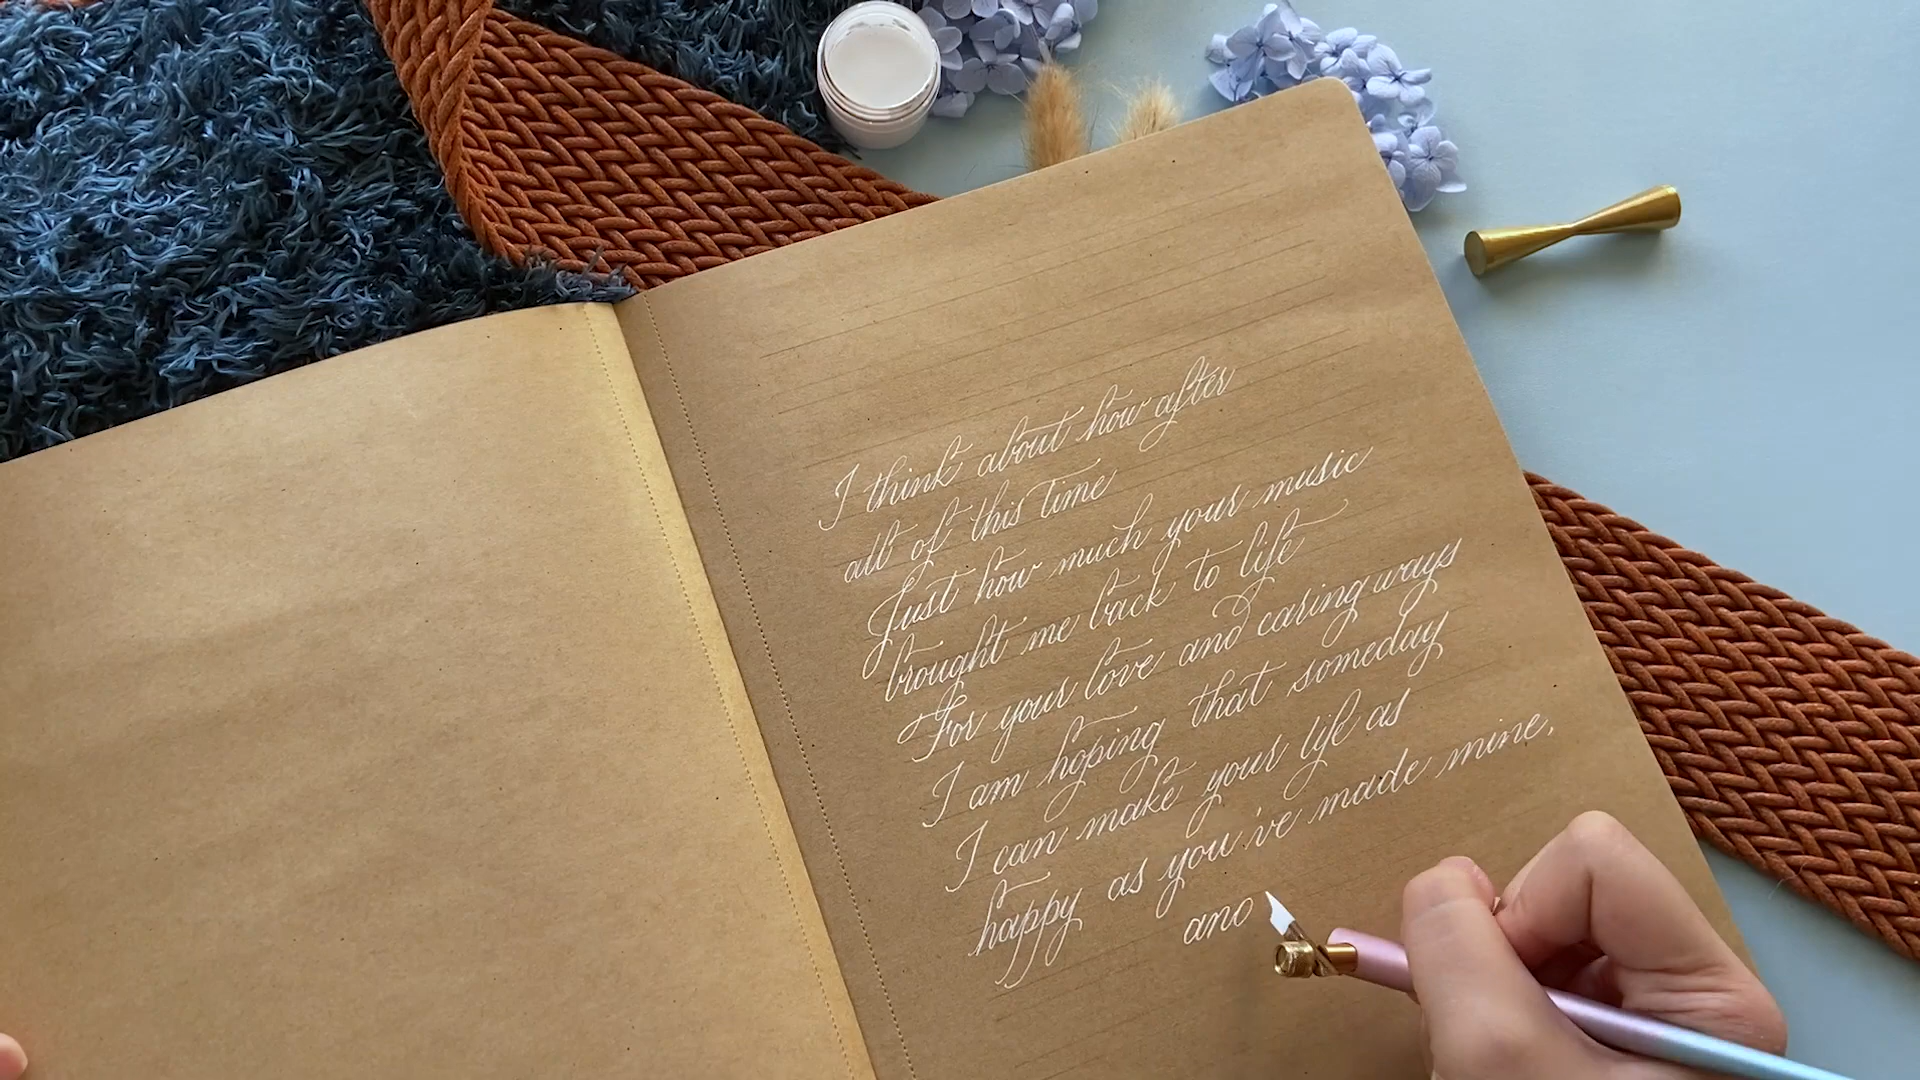 I think about how after
all of this time
Just how much your music
brought me back to life
For your love and caring ways
I am hoping that someday
I can make your life as
happy as you've made mine,
ano